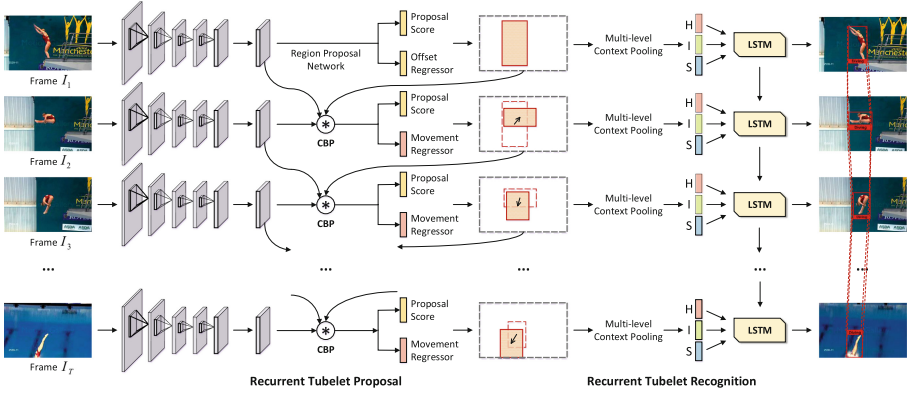 Frame I₁
Region Proposal
Network
Proposal
Score
Offset
Regressor
Multi-level
Context Pooling
H
I
S
LSTM
Frame I₂
*
CBP
Proposal
Score
Movement
Regressor
Multi-level
Context Pooling
H
I
S
LSTM
Frame I₃
*
CBP
Proposal
Score
Movement
Regressor
Multi-level
Context Pooling
H
I
S
LSTM
...
...
...
...
...
Frame I_T
*
CBP
Proposal
Score
Movement
Regressor
Multi-level
Context Pooling
H
I
S
LSTM
Recurrent Tubelet Proposal
Recurrent Tubelet Recognition